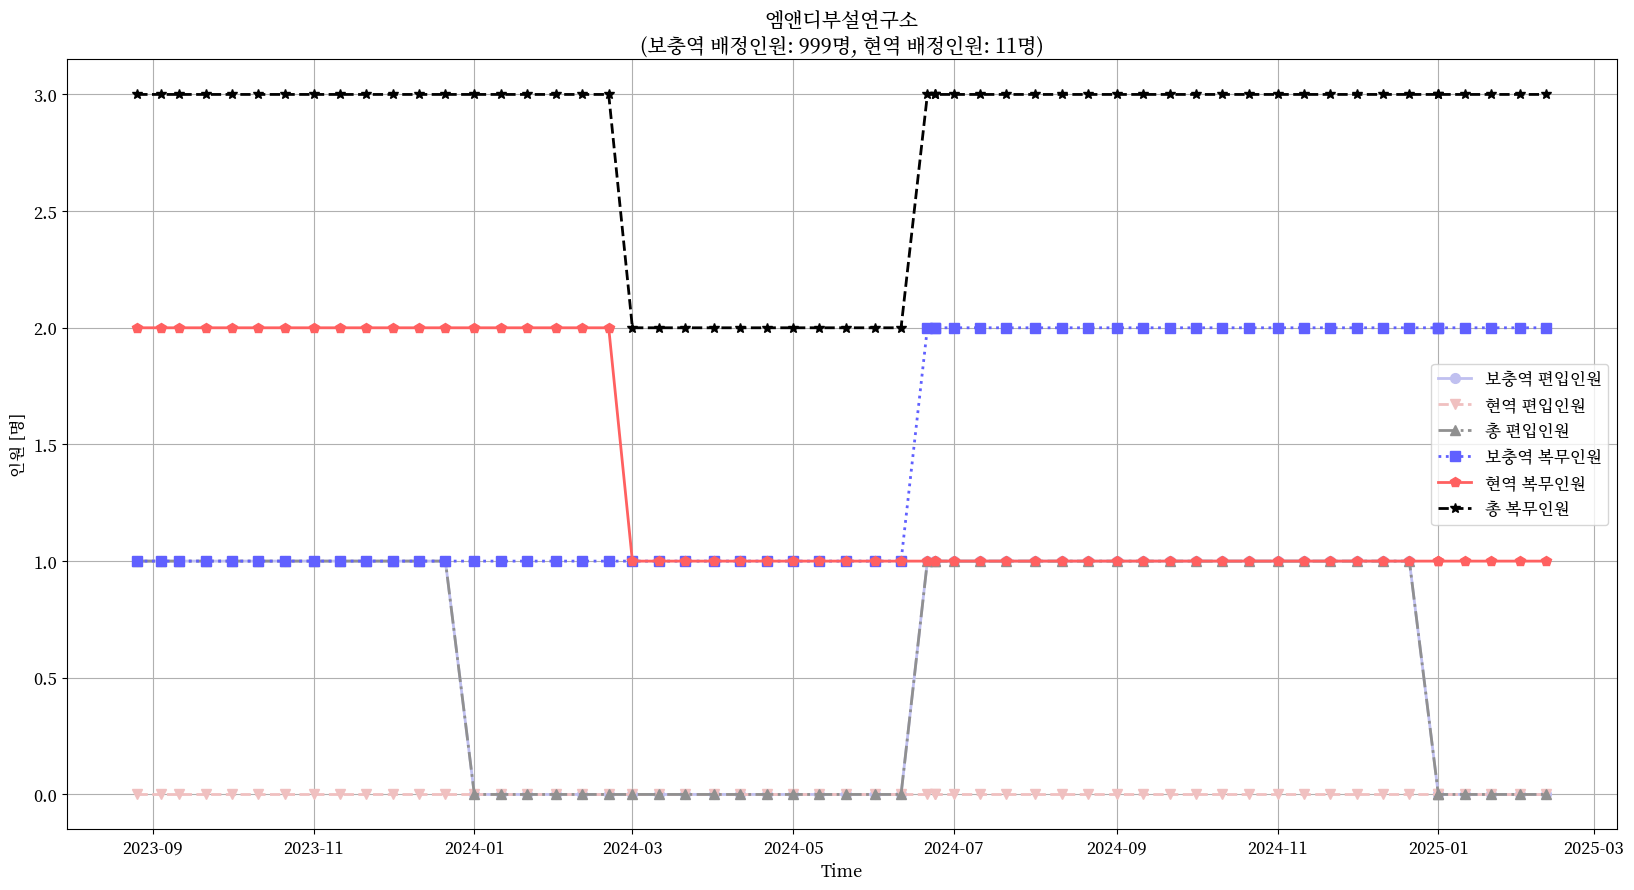 엠앤디부설연구소
(보충역 배정인원: 999명, 현역 배정인원: 11명)
3.0
2.5
2.0
1.5
1.0
0.5
0.0
인원 [명]
보충역 편입인원
현역 편입인원
총 편입인원
보충역 복무인원
현역 복무인원
총 복무인원
2023-09 2023-11 2024-01 2024-03 2024-05 2024-07 2024-09 2024-11 2025-01 2025-03
Time